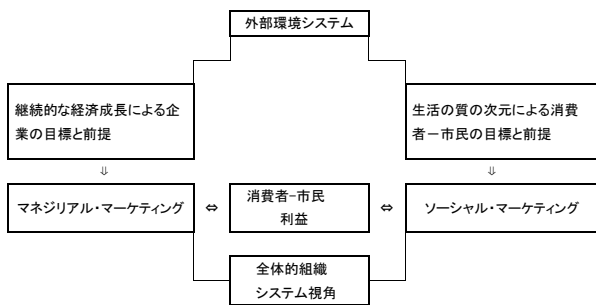 外部環境システム
継続的な経済成長による企
業の目標と前提
生活の質の次元による消費
者－市民の目標と前提
⇓
⇓
マネジリアル・マーケティング
⇔
消費者−市民
利益
⇔
ソーシャル・マーケティング
全体的組織
システム視角